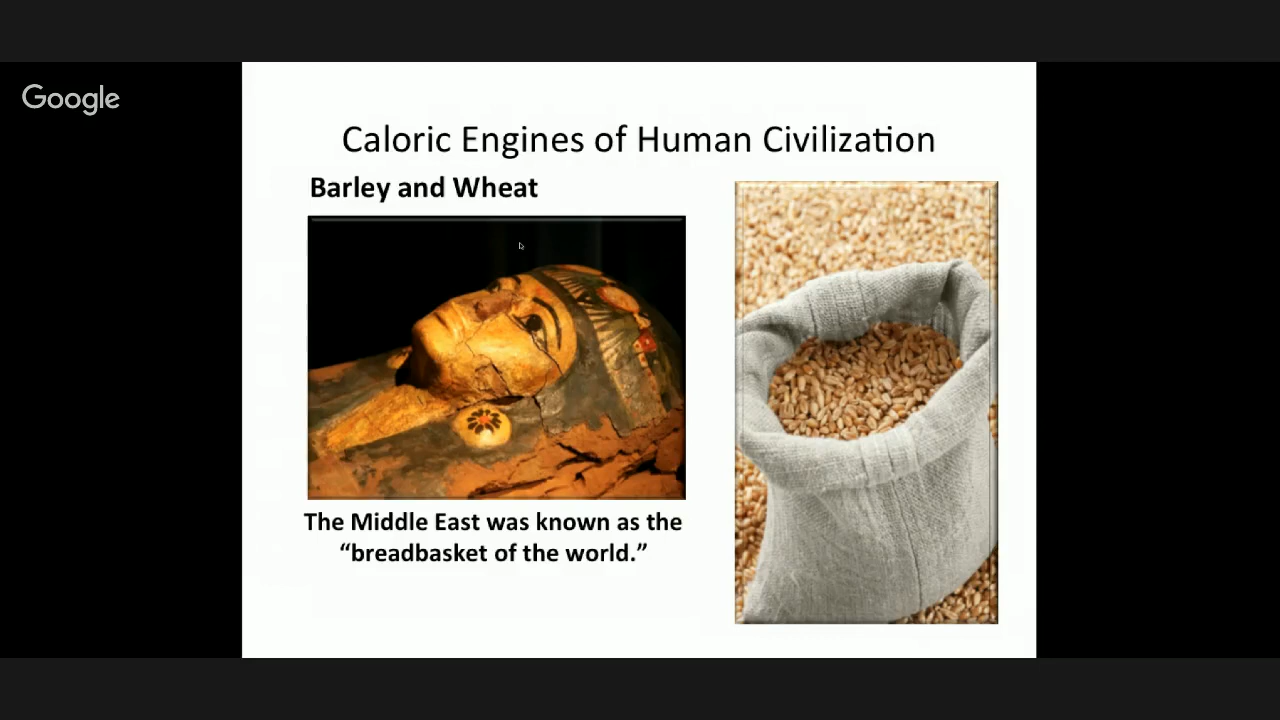 Google
Caloric Engines of Human Civilization
Barley and Wheat
The Middle East was known as the
“breadbasket of the world.”